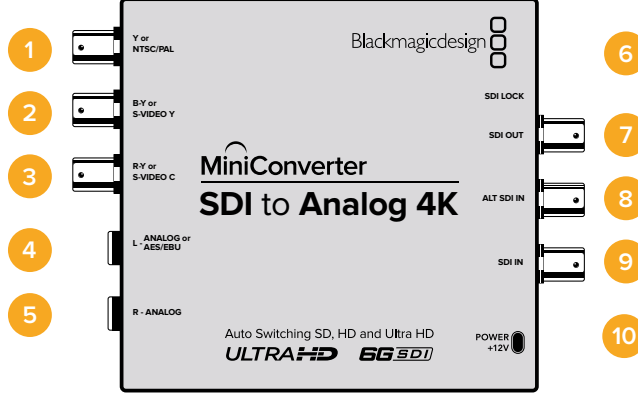 Blackmagicdesign
1
Y or
NTSC/PAL
6
2
B-Y or
S-VIDEO Y
SDI LOCK
SDI OUT
7
3
R-Y or
S-VIDEO C
MiniConverter
SDI to Analog 4K
ALT SDI IN
8
4
L - ANALOG or
AES/EBU
SDI IN
9
5
R - ANALOG
Auto Switching SD, HD and Ultra HD
ULTRAHD 6G SDI
POWER
+12V
10